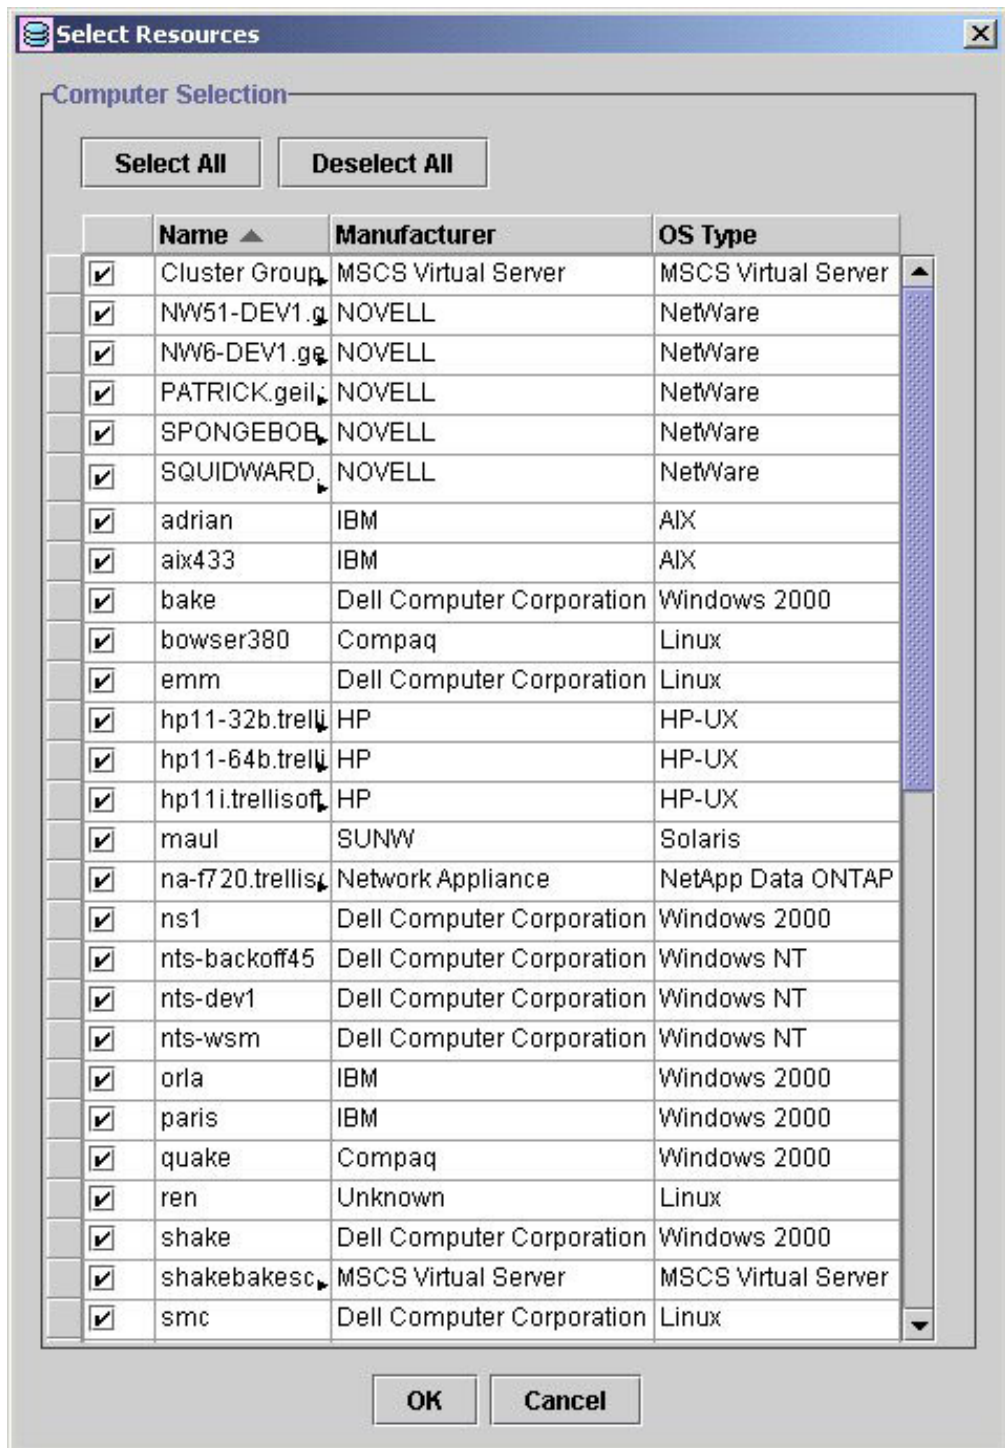 Select Resources
Computer Selection
Select All Deselect All
Name Manufacturer OS Type
Cluster Group MSCS Virtual Server MSCS Virtual Server
NW51-DEV1.g NOVELL NetWare
NW6-DEV1.ge NOVELL NetWare
PATRICK.geil. NOVELL NetWare
SPONGEBOB NOVELL NetWare
SQUIDWARD. NOVELL NetWare
adrian IBM AIX
aix433 IBM AIX
bake Dell Computer Corporation Windows 2000
bowser380 Compaq Linux
emm Dell Computer Corporation Linux
hp11-32b.trelli HP HP-UX
hp11-64b.trelli HP HP-UX
hp11i.trellisoft HP HP-UX
maul SUNW Solaris
na-f720.trellis Network Appliance NetApp Data ONTAP
ns1 Dell Computer Corporation Windows 2000
nts-backoff45 Dell Computer Corporation Windows NT
nts-dev1 Dell Computer Corporation Windows NT
nts-wsm Dell Computer Corporation Windows NT
orla IBM Windows 2000
paris IBM Windows 2000
quake Compaq Windows 2000
ren Unknown Linux
shake Dell Computer Corporation Windows 2000
shakebakesc MSCS Virtual Server MSCS Virtual Server
smc Dell Computer Corporation Linux
OK Cancel